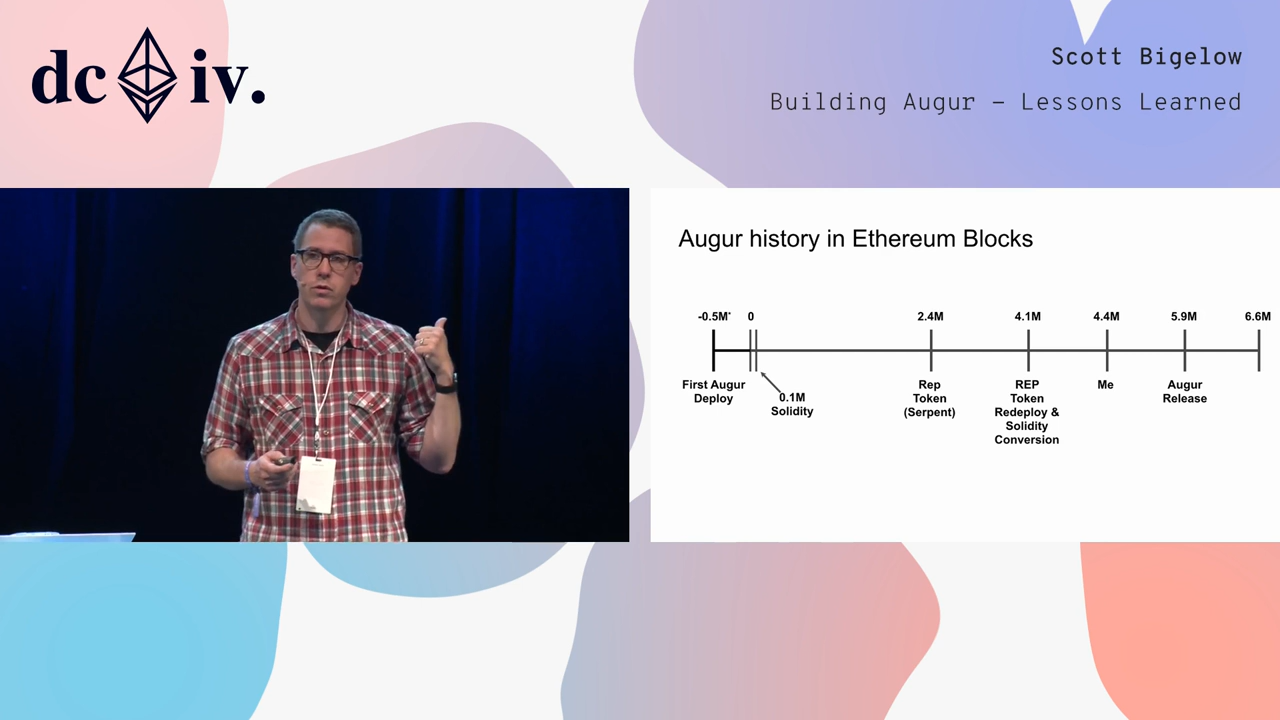 dc iv.
Scott Bigelow
Building Augur – Lessons Learned
Augur history in Ethereum Blocks
-0.5M*
0
2.4M
4.1M
4.4M
5.9M
6.6M
First Augur
Deploy
0.1M
Solidity
Rep
Token
(Serpent)
REP
Token
Redeploy &
Solidity
Conversion
Me
Augur
Release